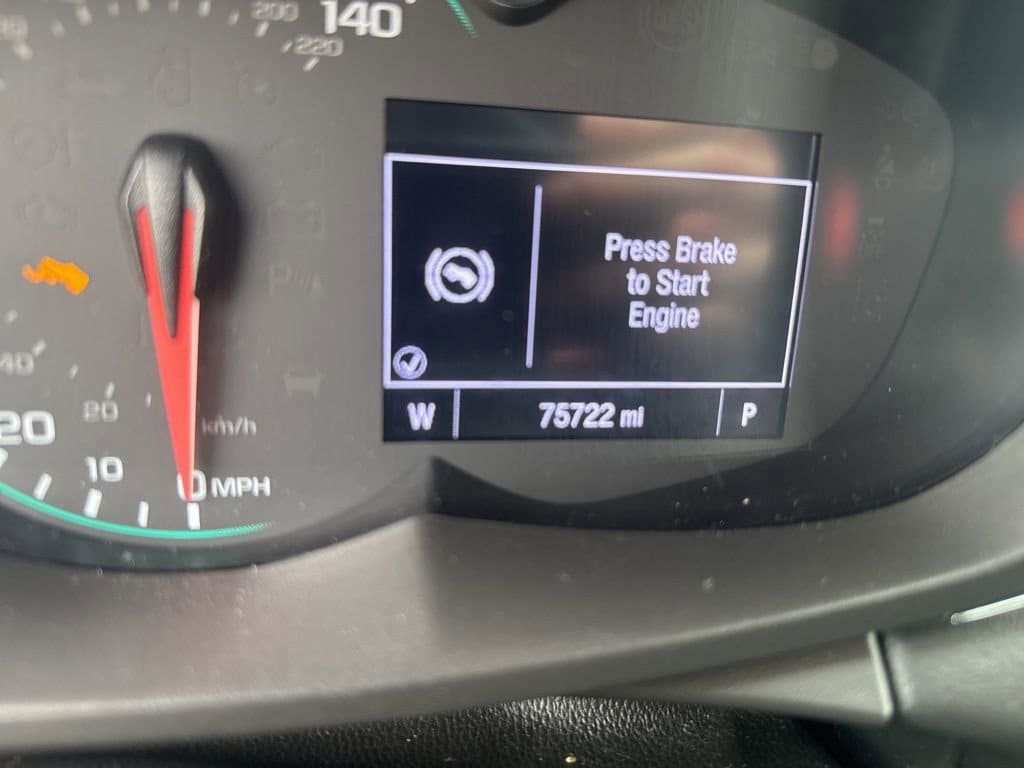 200
140
220
40
20
20
km/h
10
0 MPH
Press Brake
to Start
Engine
W
75722 mi
P